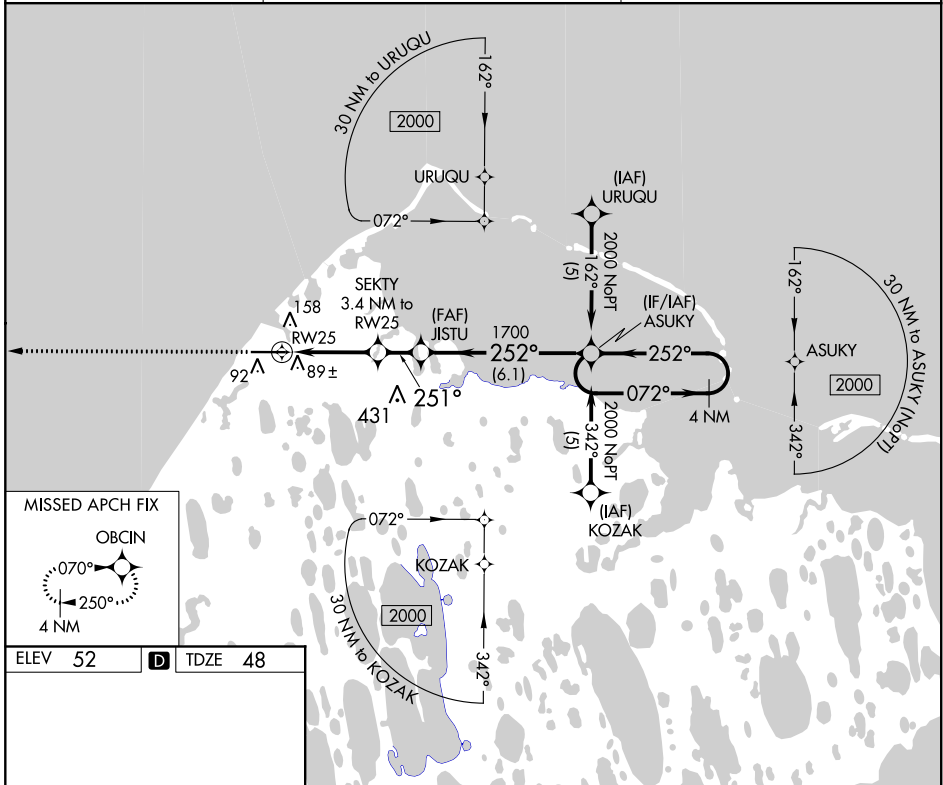 30 NM to URUQU
162°
2000
URUQU
072°
(IAF)
URUQU
2000 NoPT
162°
(5)
SEKTY
3.4 NM to
RW25
(FAF)
JISTU
1700
252°
(6.1)
(IF/IAF)
ASUKY
252°
072°
4 NM
158
RW25
92
89±
431
251°
162°
30 NM to ASUKY (NoPT)
ASUKY
2000
342°
2000 NoPT
342°
(5)
(IAF)
KOZAK
MISSED APCH FIX
OBCIN
070°
250°
4 NM
072°
KOZAK
2000
30 NM to KOZAK
342°
ELEV 52 D TDZE 48